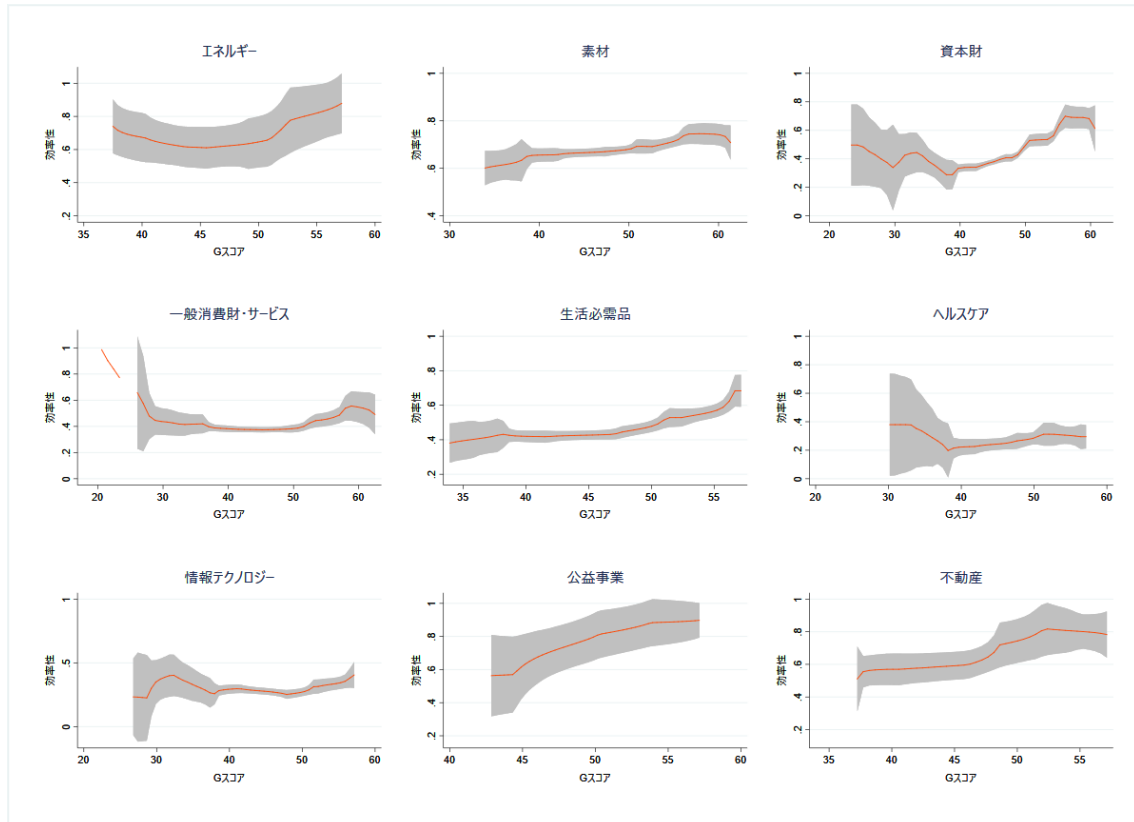 エネルギー
効率性
.2 .4 .6 .8 1
35 40 45 50 55 60
Gスコア
素材
効率性
.4 .6 .8 1
30 40 50 60
Gスコア
資本財
効率性
0 .2 .4 .6 .8 1
20 30 40 50 60
Gスコア
一般消費財・サービス
効率性
0 .2 .4 .6 .8 1
20 30 40 50 60
Gスコア
生活必需品
効率性
.2 .4 .6 .8 1
35 40 45 50 55
Gスコア
ヘルスケア
効率性
0 .2 .4 .6 .8 1
20 30 40 50 60
Gスコア
情報テクノロジー
効率性
0 .5 1
20 30 40 50 60
Gスコア
公益事業
効率性
.2 .4 .6 .8 1
40 45 50 55 60
Gスコア
不動産
効率性
.2 .4 .6 .8 1
35 40 45 50 55
Gスコア